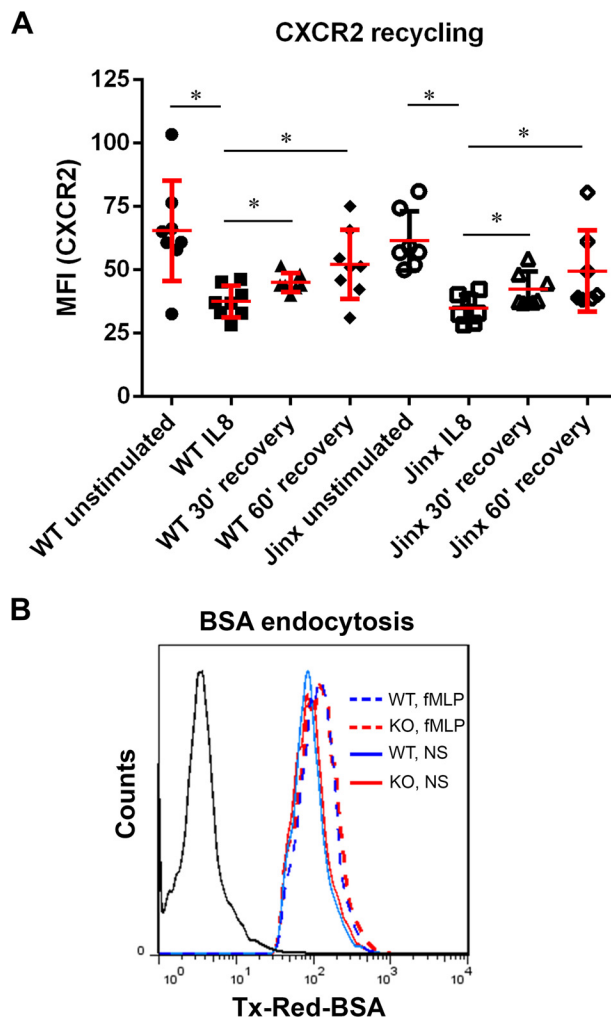 A
CXCR2 recycling
125
100
75
50
25
0
MFI (CXCR2)
*
*
*
*
*
*
WT unstimulated
WT IL8
WT 30' recovery
WT 60' recovery
Jinx unstimulated
Jinx IL8
Jinx 30' recovery
Jinx 60' recovery
B
BSA endocytosis
WT, fMLP
KO, fMLP
WT, NS
KO, NS
Counts
0
10^0 10^1 10^2 10^3 10^4
Tx-Red-BSA